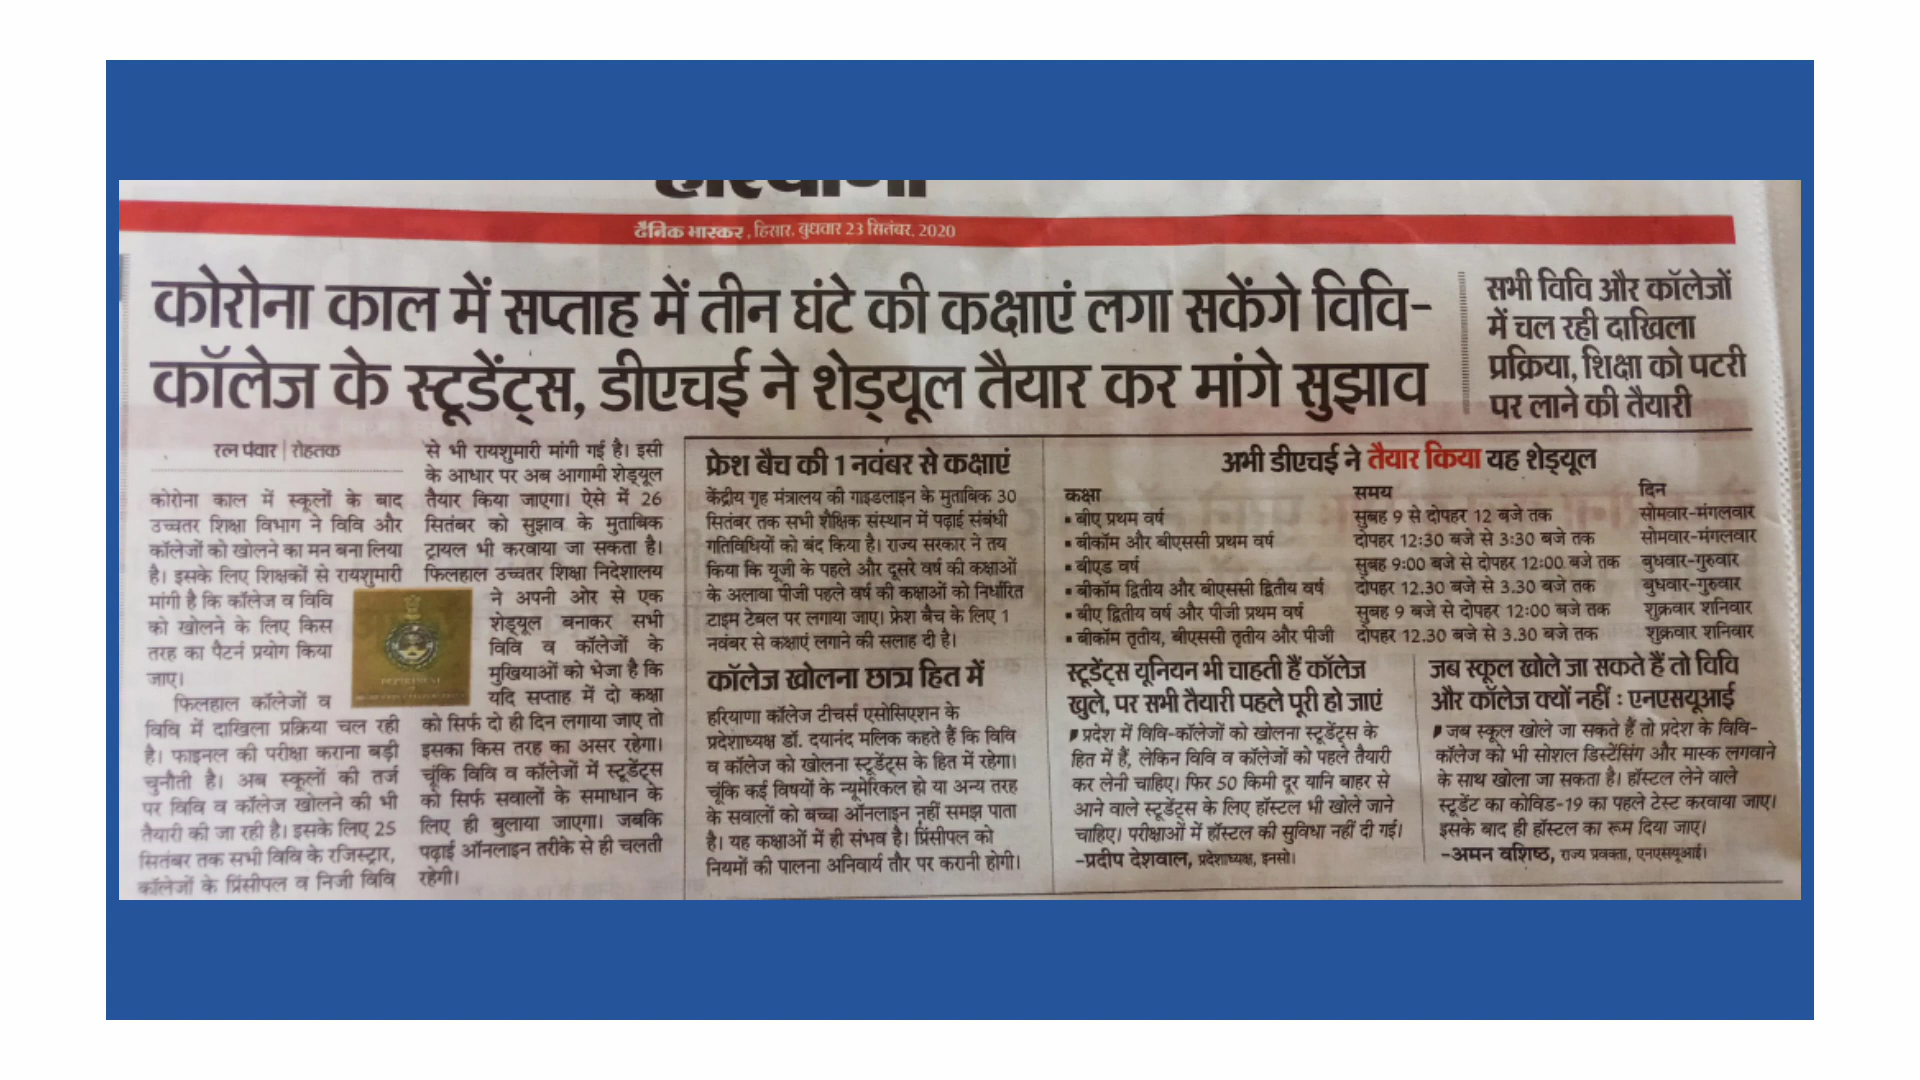 हरियाणा
दैनिक भास्कर, हिसार, बुधवार 23 सितंबर, 2020
कोरोना काल में सप्ताह में तीन घंटे की कक्षाएं लगा सकेंगे विवि-
कॉलेज के स्टूडेंट्स, डीएचई ने शेड्यूल तैयार कर मांगे सुझाव
सभी विवि और कॉलेजों
में चल रही दाखिला
प्रक्रिया, शिक्षा को पटरी
पर लाने की तैयारी
रत्न पंवार | रोहतक
कोरोना काल में स्कूलों के बाद
उच्चतर शिक्षा विभाग ने विवि और
कॉलेजों को खोलने का मन बना लिया
है। इसके लिए शिक्षकों से रायशुमारी
मांगी है कि कॉलेज व विवि
को खोलने के लिए किस
तरह का पैटर्न प्रयोग किया
जाए।
फिलहाल कॉलेजों व
विवि में दाखिला प्रक्रिया चल रही
है। फाइनल की परीक्षा कराना बड़ी
चुनौती है। अब स्कूलों की तर्ज
पर विवि व कॉलेज खोलने की भी
तैयारी की जा रही है। इसके लिए 25
सितंबर तक सभी विवि के रजिस्ट्रार,
कॉलेजों के प्रिंसीपल व निजी विवि
से भी रायशुमारी मांगी गई है। इसी
के आधार पर अब आगामी शेड्यूल
तैयार किया जाएगा। ऐसे में 26
सितंबर को सुझाव के मुताबिक
ट्रायल भी करवाया जा सकता है।
फिलहाल उच्चतर शिक्षा निदेशालय
ने अपनी ओर से एक
शेड्यूल बनाकर सभी
विवि व कॉलेजों के
मुखियाओं को भेजा है कि
यदि सप्ताह में दो कक्षा
को सिर्फ दो ही दिन लगाया जाए तो
इसका किस तरह का असर रहेगा।
चूंकि विवि व कॉलेजों में स्टूडेंट्स
को सिर्फ सवालों के समाधान के
लिए ही बुलाया जाएगा। जबकि
पढ़ाई ऑनलाइन तरीके से ही चलती
रहेगी।
फ्रेश बैच की 1 नवंबर से कक्षाएं
केंद्रीय गृह मंत्रालय की गाइडलाइन के मुताबिक 30
सितंबर तक सभी शैक्षिक संस्थान में पढ़ाई संबंधी
गतिविधियों को बंद किया है। राज्य सरकार ने तय
किया कि यूजी के पहले और दूसरे वर्ष की कक्षाओं
के अलावा पीजी पहले वर्ष की कक्षाओं को निर्धारित
टाइम टेबल पर लगाया जाए। फ्रेश बैच के लिए 1
नवंबर से कक्षाएं लगाने की सलाह दी है।
कॉलेज खोलना छात्र हित में
हरियाणा कॉलेज टीचर्स एसोसिएशन के
प्रदेशाध्यक्ष डॉ. दयानंद मलिक कहते हैं कि विवि
व कॉलेज को खोलना स्टूडेंट्स के हित में रहेगा।
चूंकि कई विषयों के न्यूमेरिकल हो या अन्य तरह
के सवालों को बच्चा ऑनलाइन नहीं समझ पाता
है। यह कक्षाओं में ही संभव है। प्रिंसीपल को
नियमों की पालना अनिवार्य तौर पर करानी होगी।
अभी डीएचई ने तैयार किया यह शेड्यूल
कक्षा समय दिन
▪ बीए प्रथम वर्ष सुबह 9 से दोपहर 12 बजे तक सोमवार-मंगलवार
▪ बीकॉम और बीएससी प्रथम वर्ष दोपहर 12:30 बजे से 3:30 बजे तक सोमवार-मंगलवार
▪ बीएड वर्ष सुबह 9:00 बजे से दोपहर 12:00 बजे तक बुधवार-गुरुवार
▪ बीकॉम द्वितीय और बीएससी द्वितीय वर्ष दोपहर 12.30 बजे से 3.30 बजे तक बुधवार-गुरुवार
▪ बीए द्वितीय वर्ष और पीजी प्रथम वर्ष सुबह 9 बजे से दोपहर 12:00 बजे तक शुक्रवार शनिवार
▪ बीकॉम तृतीय, बीएससी तृतीय और पीजी दोपहर 12.30 बजे से 3.30 बजे तक शुक्रवार शनिवार
स्टूडेंट्स यूनियन भी चाहती हैं कॉलेज
खुले, पर सभी तैयारी पहले पूरी हो जाएं
प्रदेश में विवि-कॉलेजों को खोलना स्टूडेंट्स के
हित में हैं, लेकिन विवि व कॉलेजों को पहले तैयारी
कर लेनी चाहिए। फिर 50 किमी दूर यानि बाहर से
आने वाले स्टूडेंट्स के लिए हॉस्टल भी खोले जाने
चाहिए। परीक्षाओं में हॉस्टल की सुविधा नहीं दी गई।
-प्रदीप देशवाल, प्रदेशाध्यक्ष, इनसो।
जब स्कूल खोले जा सकते हैं तो विवि
और कॉलेज क्यों नहीं : एनएसयूआई
जब स्कूल खोले जा सकते हैं तो प्रदेश के विवि-
कॉलेज को भी सोशल डिस्टेंसिंग और मास्क लगवाने
के साथ खोला जा सकता है। हॉस्टल लेने वाले
स्टूडेंट का कोविड-19 का पहले टेस्ट करवाया जाए।
इसके बाद ही हॉस्टल का रूम दिया जाए।
-अमन वशिष्ठ, राज्य प्रवक्ता, एनएसयूआई।